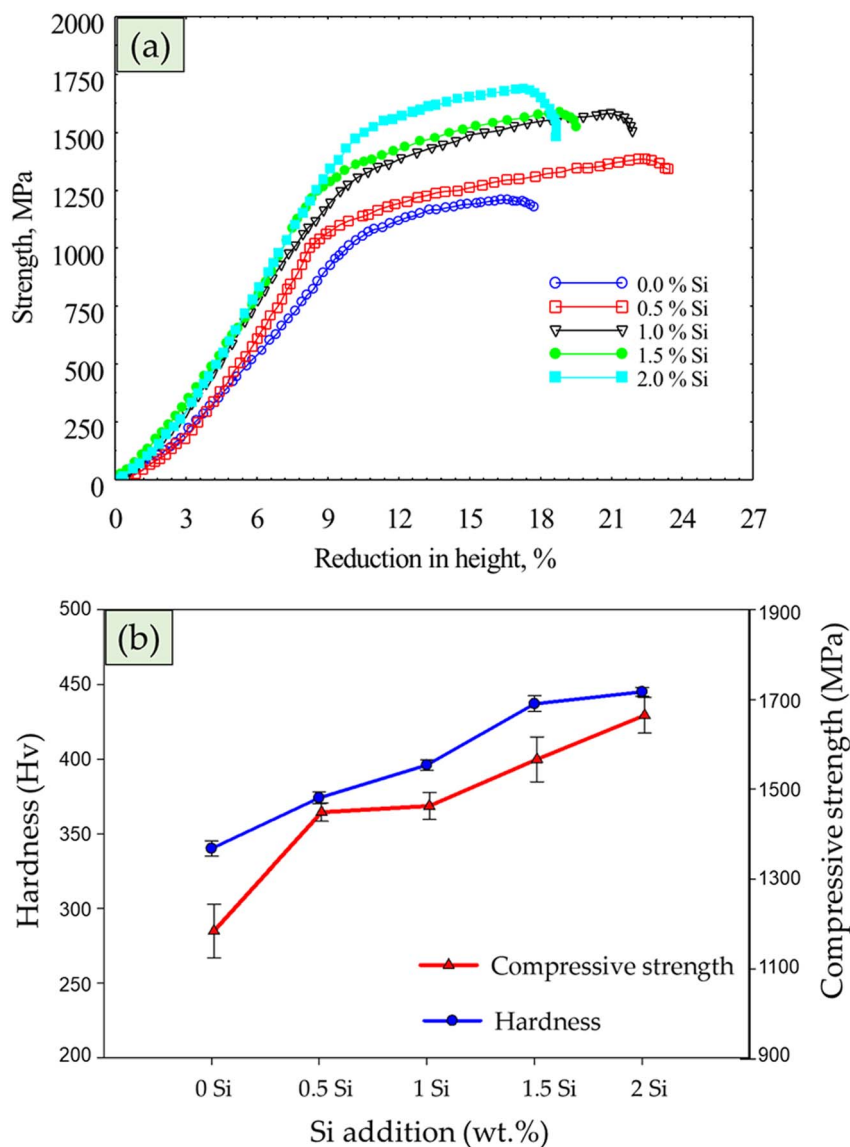 (a)
Strength, MPa
2000
1750
1500
1250
1000
750
500
250
0
0 3 6 9 12 15 18 21 24 27
Reduction in height, %
0.0 % Si
0.5 % Si
1.0 % Si
1.5 % Si
2.0 % Si
(b)
Hardness (Hv)
500
450
400
350
300
250
200
Compressive strength (MPa)
1900
1700
1500
1300
1100
900
Compressive strength
Hardness
0 Si 0.5 Si 1 Si 1.5 Si 2 Si
Si addition (wt.%)